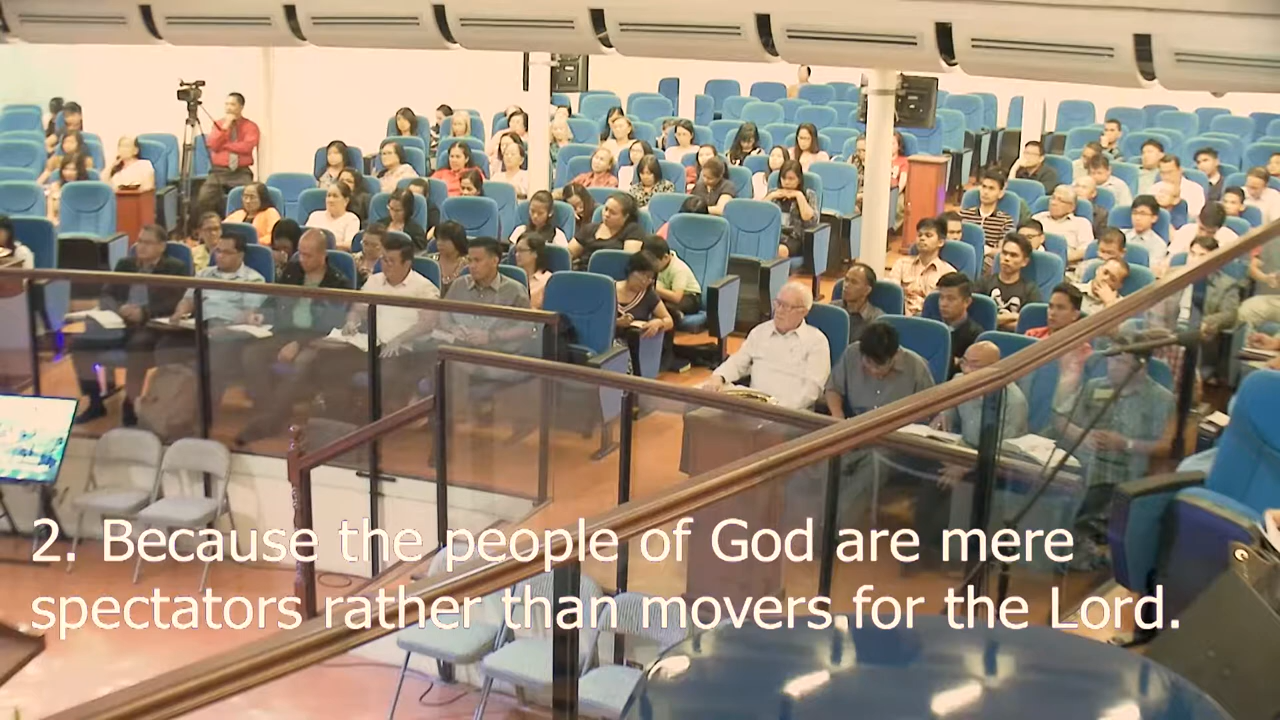 2. Because the people of God are mere
spectators rather than movers for the Lord.